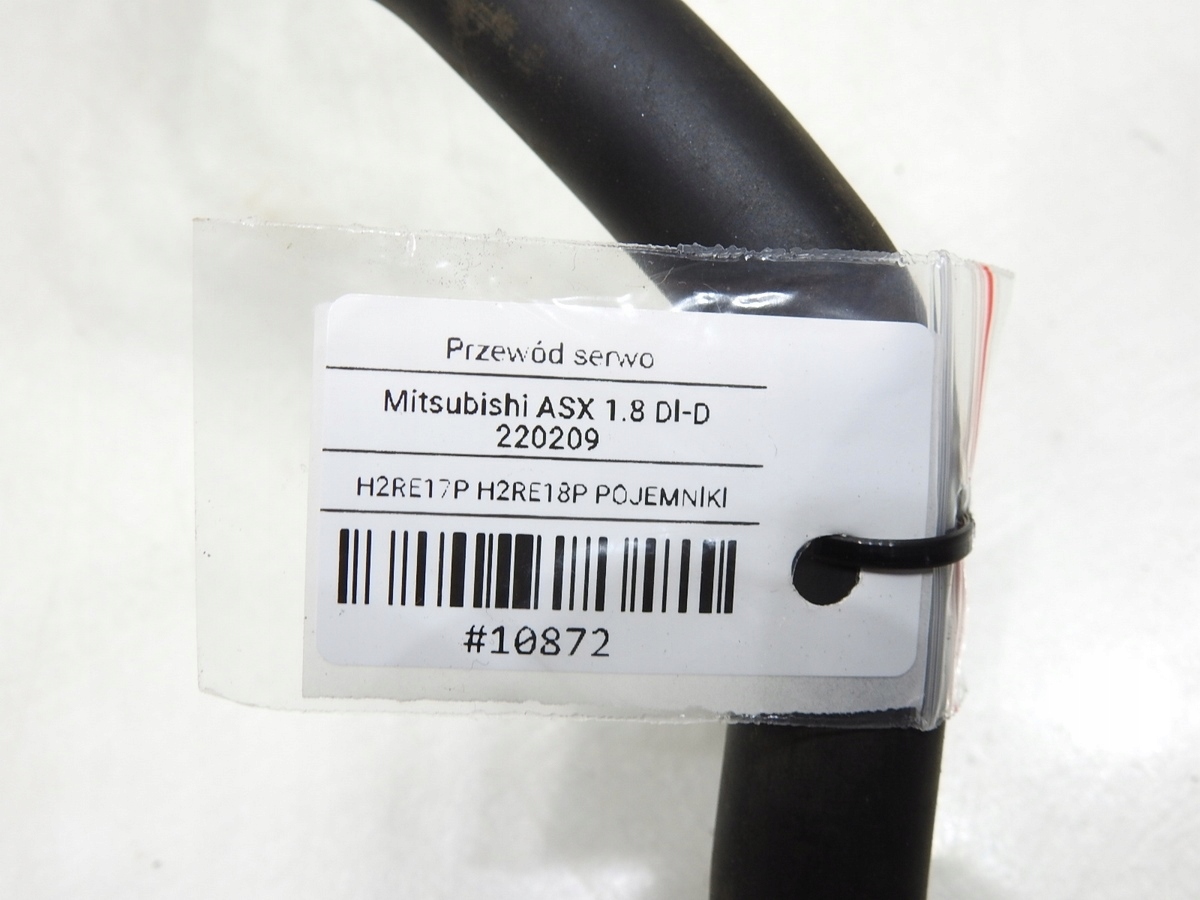 Przewód serwo
Mitsubishi ASX 1.8 DI-D
220209
H2RE17P H2RE18P POJEMNIKI
#10872